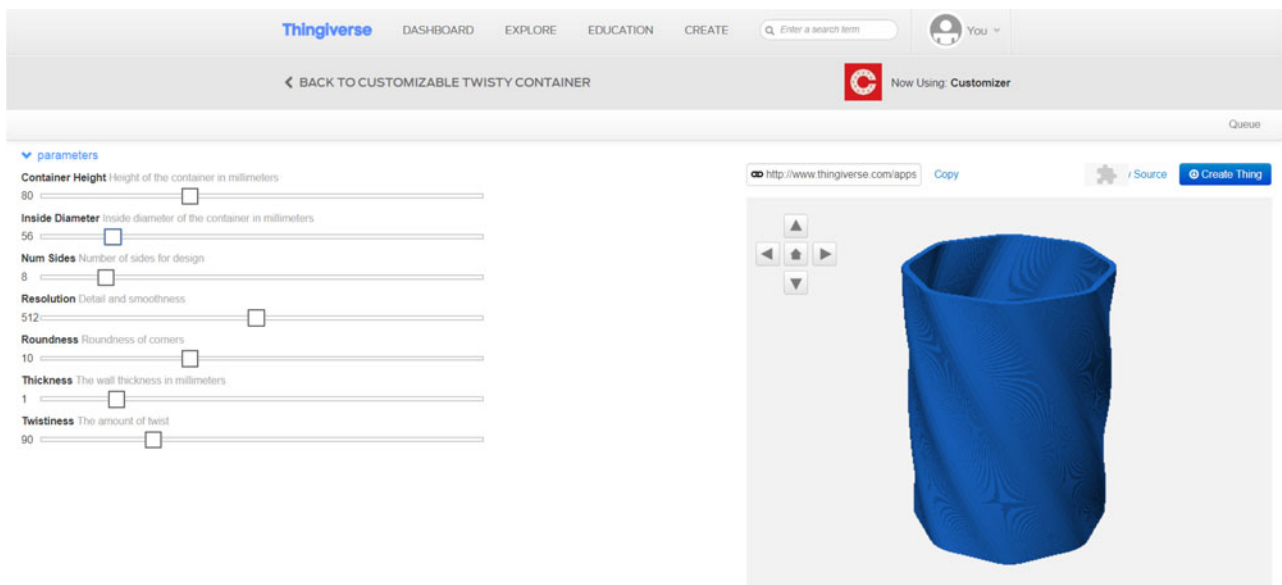 Thingiverse DASHBOARD EXPLORE EDUCATION CREATE Enter a search term You
BACK TO CUSTOMIZABLE TWISTY CONTAINER Now Using: Customizer
Queue
parameters
Container Height Height of the container in millimeters
80
Inside Diameter Inside diameter of the container in millimeters
56
Num Sides Number of sides for design
8
Resolution Detail and smoothness
512
Roundness Roundness of corners
10
Thickness The wall thickness in millimeters
1
Twistiness The amount of twist
90
http://www.thingiverse.com/apps Copy Source Create Thing